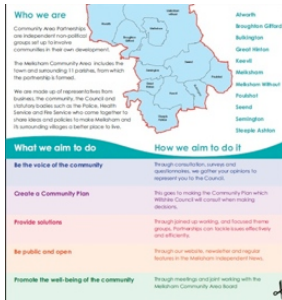 Who we are
Community Area Partnerships
are independent non-political
groups set up to involve
communities in their own development.
The Melksham Community Area includes the
town and surrounding 11 parishes, from which
the partnership is formed.
We are made up of representatives from
business, the community, the Council and
statutory bodies such as the Police, Health
Service and Fire Service who come together to
share ideas and policies to make Melksham and
its surrounding villages a better place to live.
Atworth
Broughton Gifford
Bulkington
Great Hinton
Keevil
Melksham
Melksham Without
Poulshot
Seend
Semington
Steeple Ashton
What we aim to do
How we aim to do it
Be the voice of the community
Through consultation, surveys and
questionnaires, we gather your opinions to
represent you to the Council.
Create a Community Plan
This goes to making the Community Plan which
Wiltshire Council will consult when making
decisions.
Provide solutions
Through joined up working, and focused theme
groups, Partnerships can tackle issues effectively
and efficiently.
Be public and open
Through our website, newsletter and regular
features in the Melksham Independent News.
Promote the well-being of the community
Through meetings and joint working with the
Melksham Community Area Board.